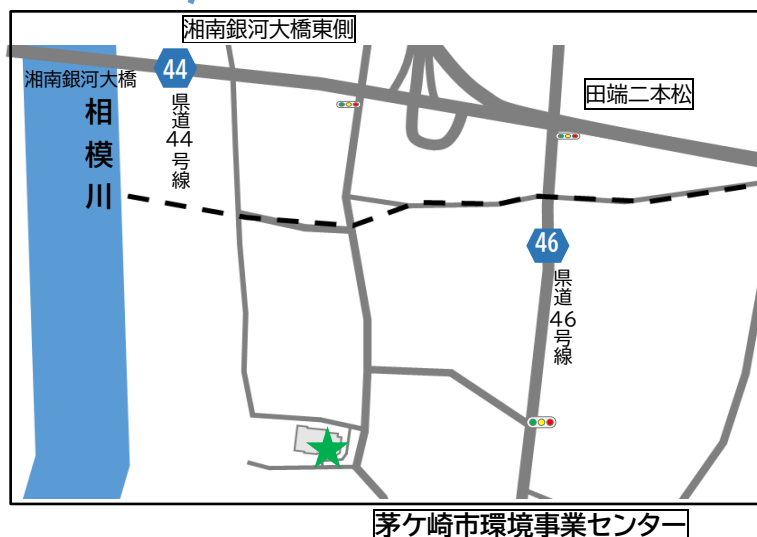 湘南銀河大橋東側
湘南銀河大橋
44
県道44号線
田端二本松
相模川
46
県道46号線
茅ケ崎市環境事業センター